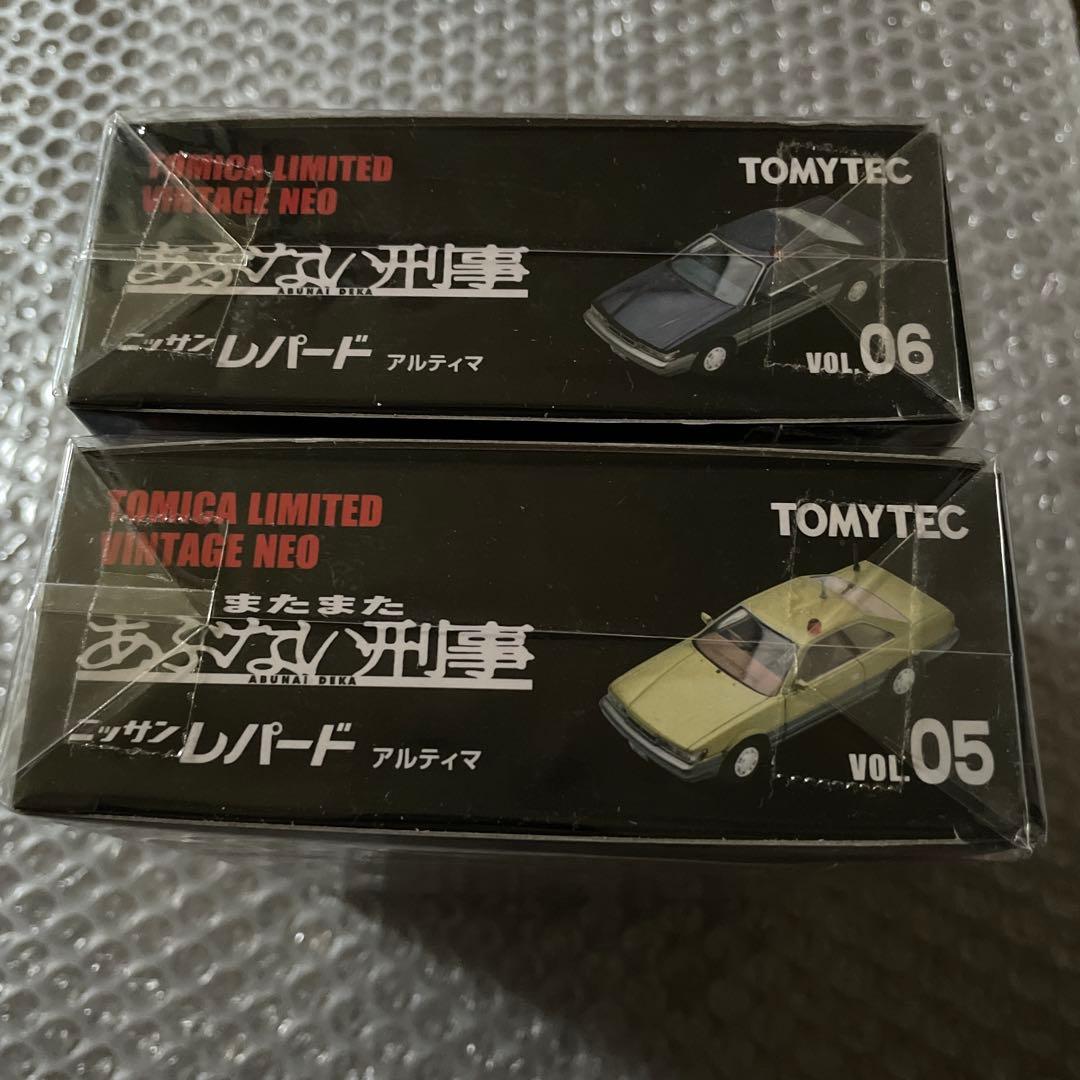 TOMICA LIMITED
VINTAGE NEO
TOMYTEC
あぶない刑事
ABUNAI DEKA
ニッサン レパード アルティマ
VOL.06
TOMICA LIMITED
VINTAGE NEO
TOMYTEC
またまた
あぶない刑事
ABUNAI DEKA
ニッサン レパード アルティマ
VOL.05